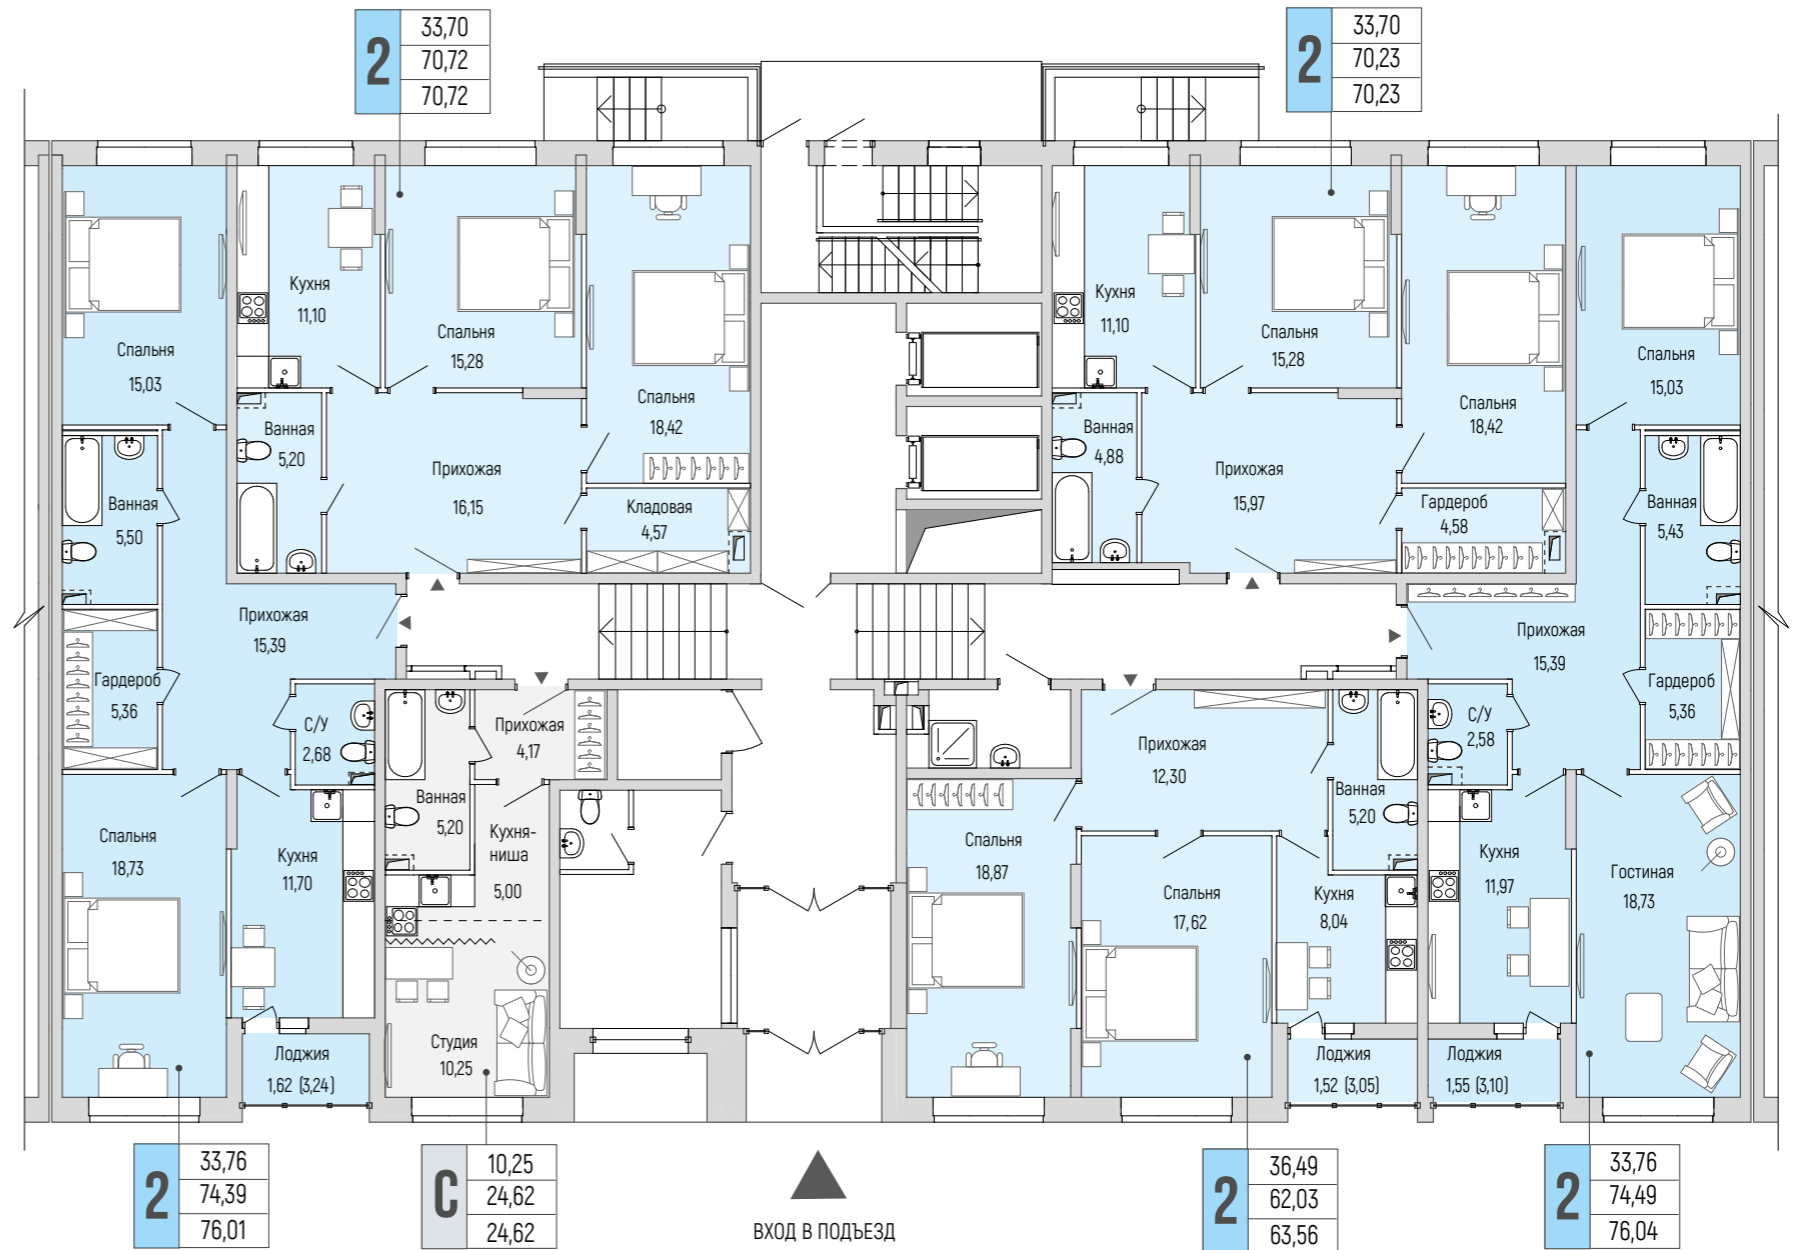 2
33,70
70,72
70,72
2
33,70
70,23
70,23
Спальня
15,03
Кухня
11,10
Спальня
15,28
Спальня
18,42
Ванная
5,20
Прихожая
16,15
Кладовая
4,57
Ванная
5,50
Прихожая
15,39
Гардероб
5,36
С/У
2,68
Спальня
18,73
Кухня
11,70
Лоджия
1,62 (3,24)
Прихожая
4,17
Ванная
5,20
Кухня-
ниша
5,00
Студия
10,25
Кухня
11,10
Спальня
15,28
Спальня
18,42
Спальня
15,03
Ванная
4,88
Прихожая
15,97
Гардероб
4,58
Ванная
5,43
Прихожая
15,39
Гардероб
5,36
С/У
2,58
Прихожая
12,30
Ванная
5,20
Спальня
18,87
Спальня
17,62
Кухня
8,04
Кухня
11,97
Гостиная
18,73
Лоджия
1,52 (3,05)
Лоджия
1,55 (3,10)
2
33,76
74,39
76,01
С
10,25
24,62
24,62
ВХОД В ПОДЪЕЗД
2
36,49
62,03
63,56
2
33,76
74,49
76,04